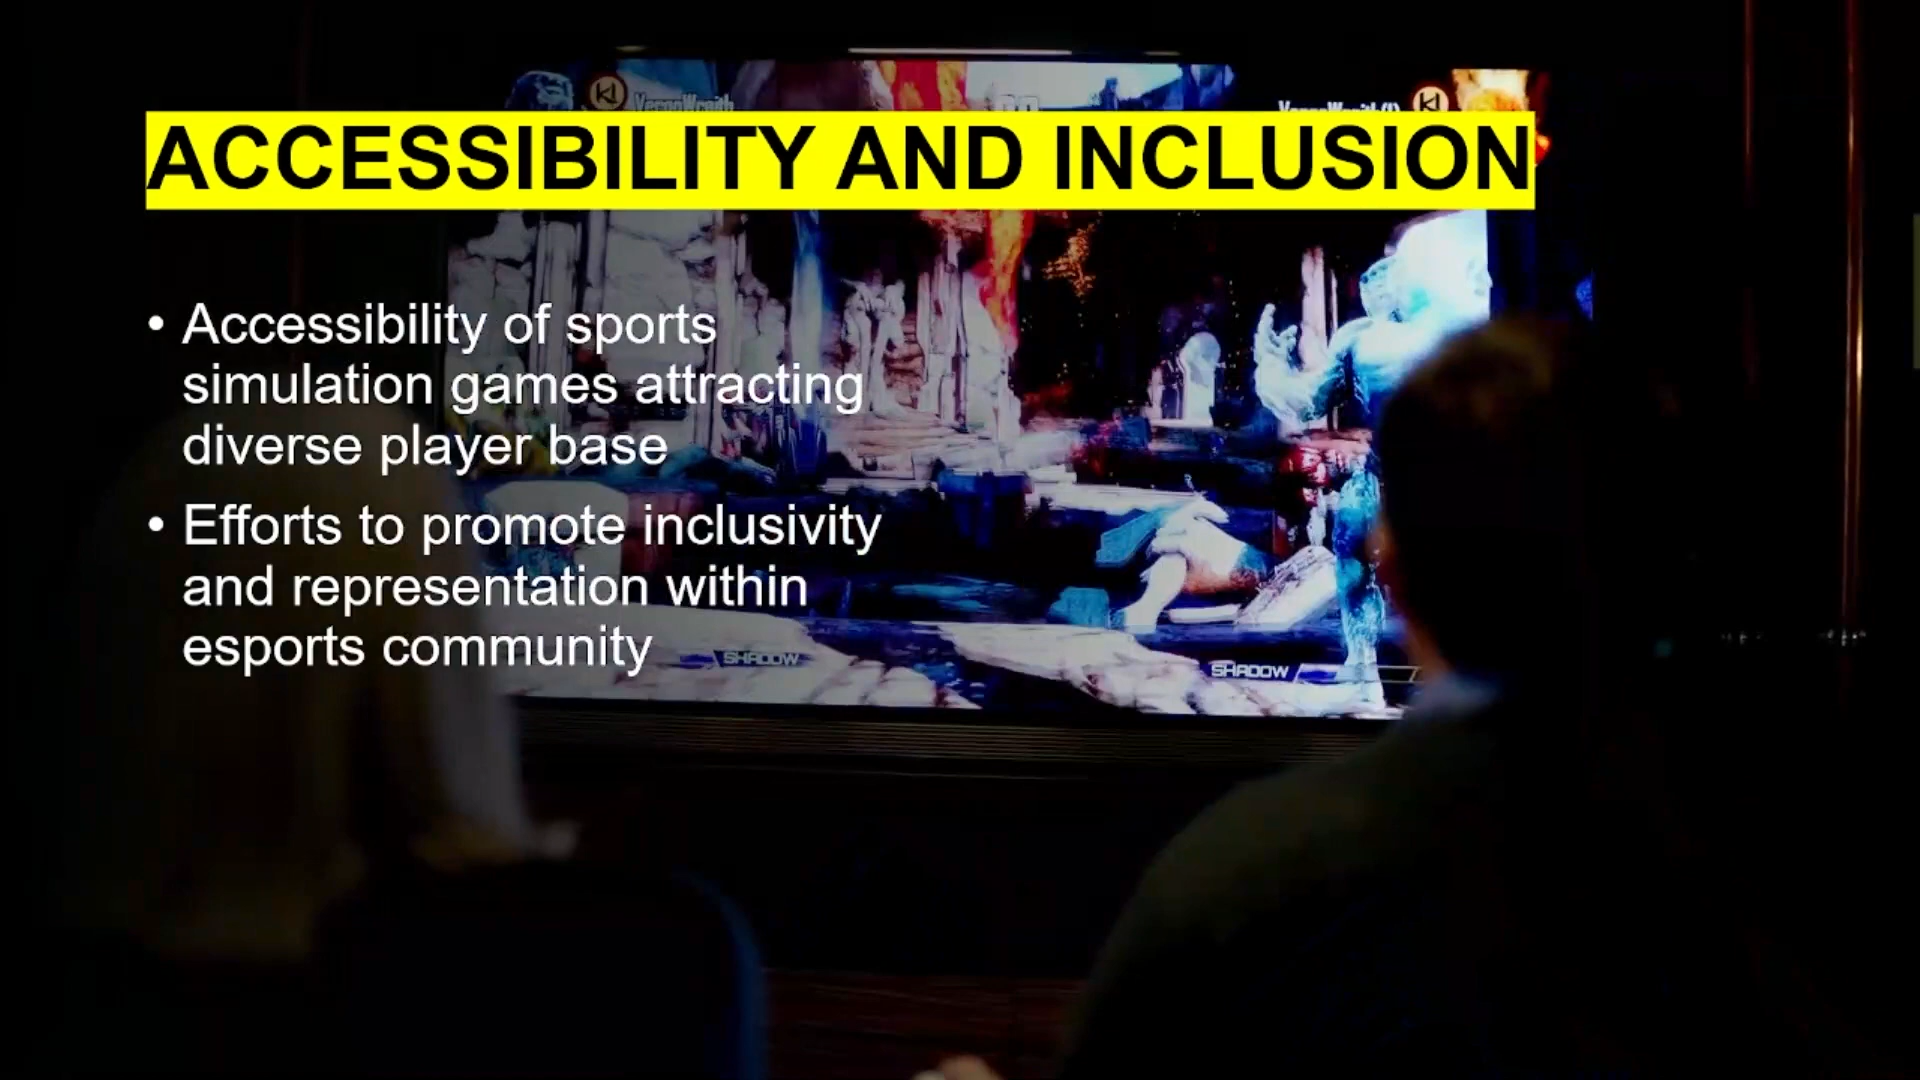 ACCESSIBILITY AND INCLUSION
• Accessibility of sports
simulation games attracting
diverse player base
• Efforts to promote inclusivity
and representation within
esports community
SHADOW
SHADOW